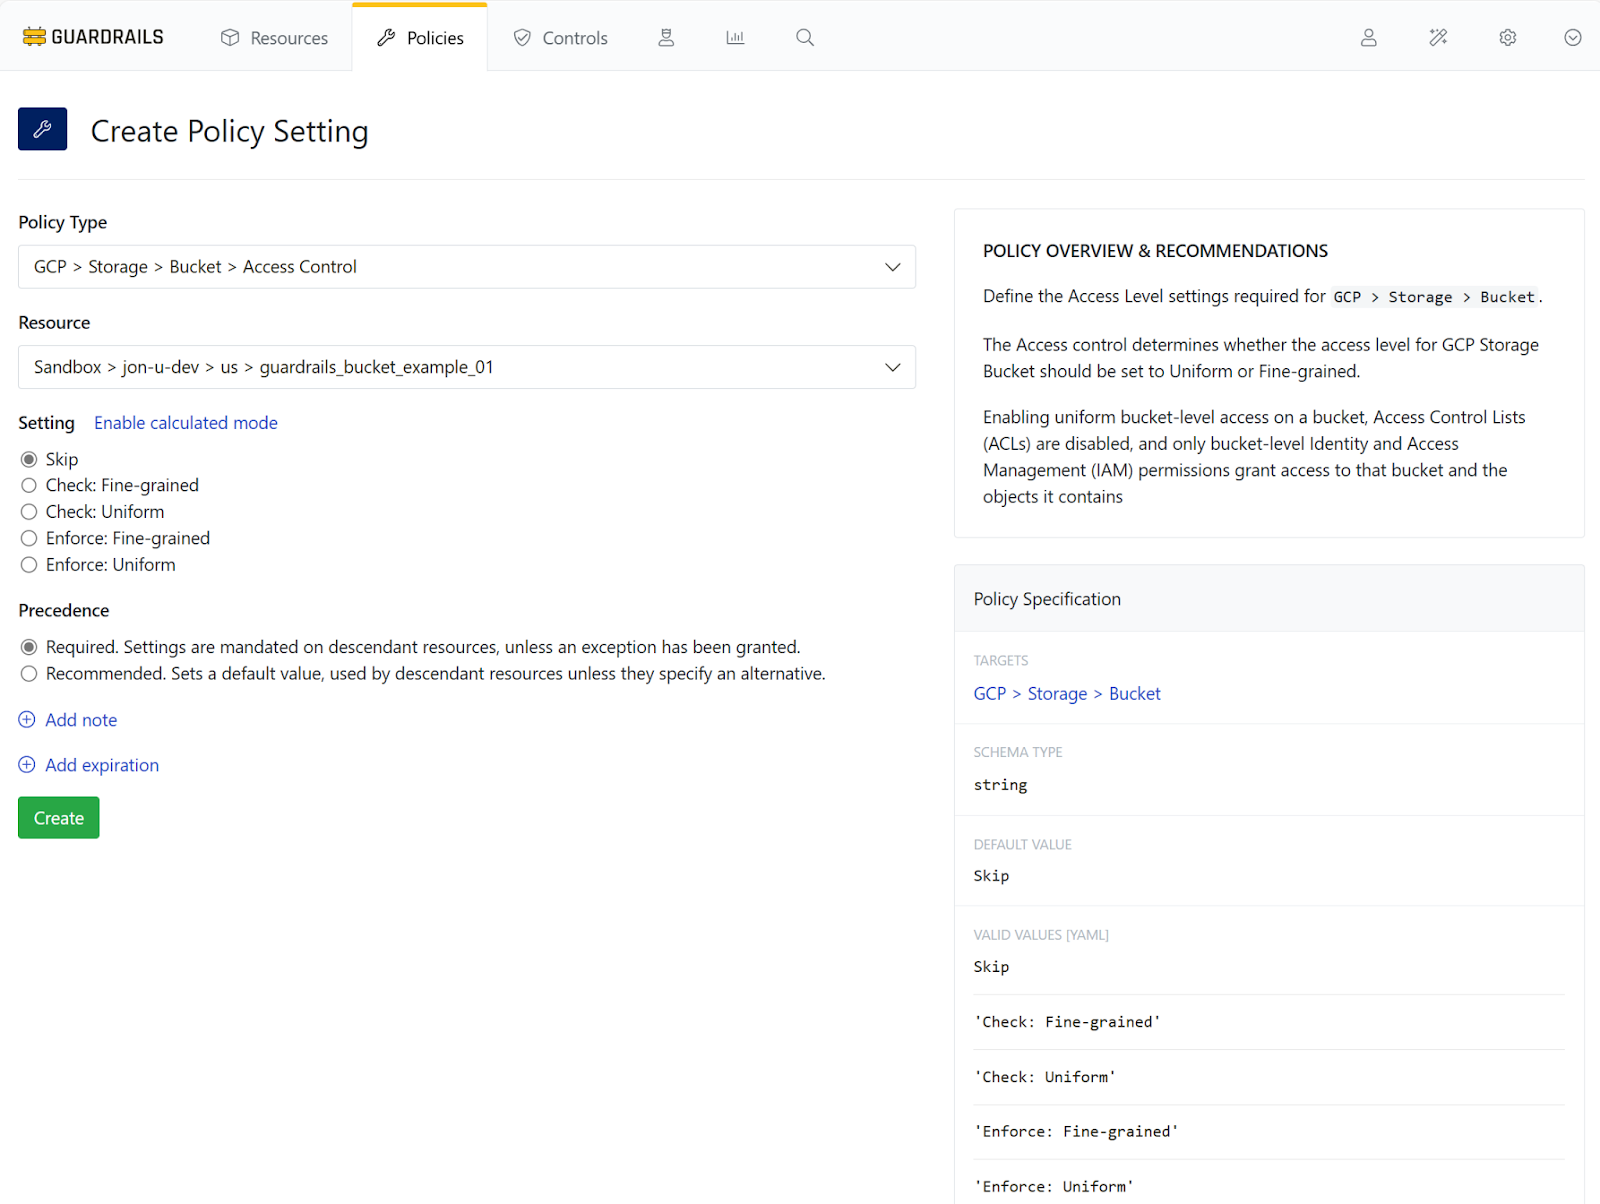 GUARDRAILS
Resources
Policies
Controls
Create Policy Setting
Policy Type
GCP > Storage > Bucket > Access Control
Resource
Sandbox > jon-u-dev > us > guardrails_bucket_example_01
Setting Enable calculated mode
Skip
Check: Fine-grained
Check: Uniform
Enforce: Fine-grained
Enforce: Uniform
Precedence
Required. Settings are mandated on descendant resources, unless an exception has been granted.
Recommended. Sets a default value, used by descendant resources unless they specify an alternative.
Add note
Add expiration
Create
POLICY OVERVIEW & RECOMMENDATIONS
Define the Access Level settings required for GCP > Storage > Bucket.
The Access control determines whether the access level for GCP Storage
Bucket should be set to Uniform or Fine-grained.
Enabling uniform bucket-level access on a bucket, Access Control Lists
(ACLs) are disabled, and only bucket-level Identity and Access
Management (IAM) permissions grant access to that bucket and the
objects it contains
Policy Specification
TARGETS
GCP > Storage > Bucket
SCHEMA TYPE
string
DEFAULT VALUE
Skip
VALID VALUES [YAML]
Skip
'Check: Fine-grained'
'Check: Uniform'
'Enforce: Fine-grained'
'Enforce: Uniform'